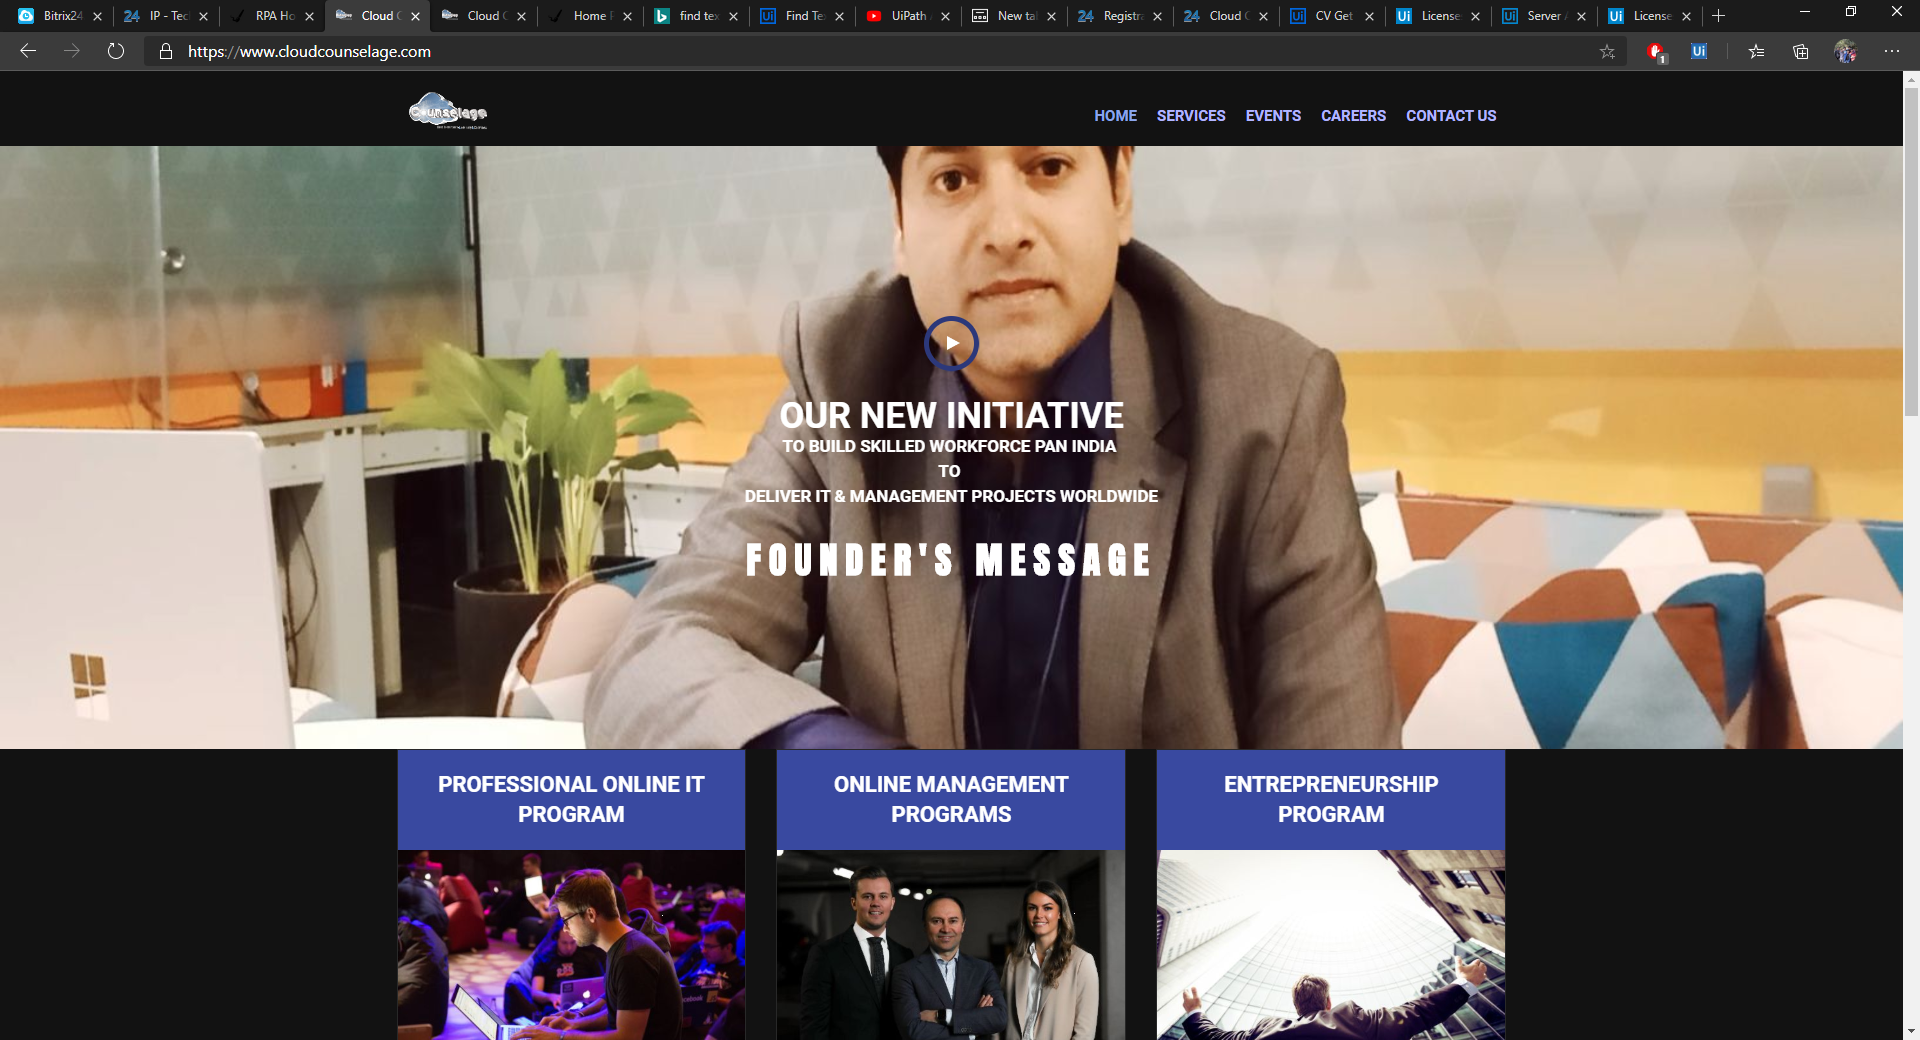 Bitrix24
IP - Tec
RPA Ho
Cloud C
Cloud C
Home P
find tex
Find Te
UiPath
New tal
Registra
Cloud C
CV Get
License
Server
License
https://www.cloudcounselage.com
1
Ui
Counselage
HOME SERVICES EVENTS CAREERS CONTACT US
OUR NEW INITIATIVE
TO BUILD SKILLED WORKFORCE PAN INDIA
TO
DELIVER IT & MANAGEMENT PROJECTS WORLDWIDE
FOUNDER'S MESSAGE
PROFESSIONAL ONLINE IT
PROGRAM
ONLINE MANAGEMENT
PROGRAMS
ENTREPRENEURSHIP
PROGRAM